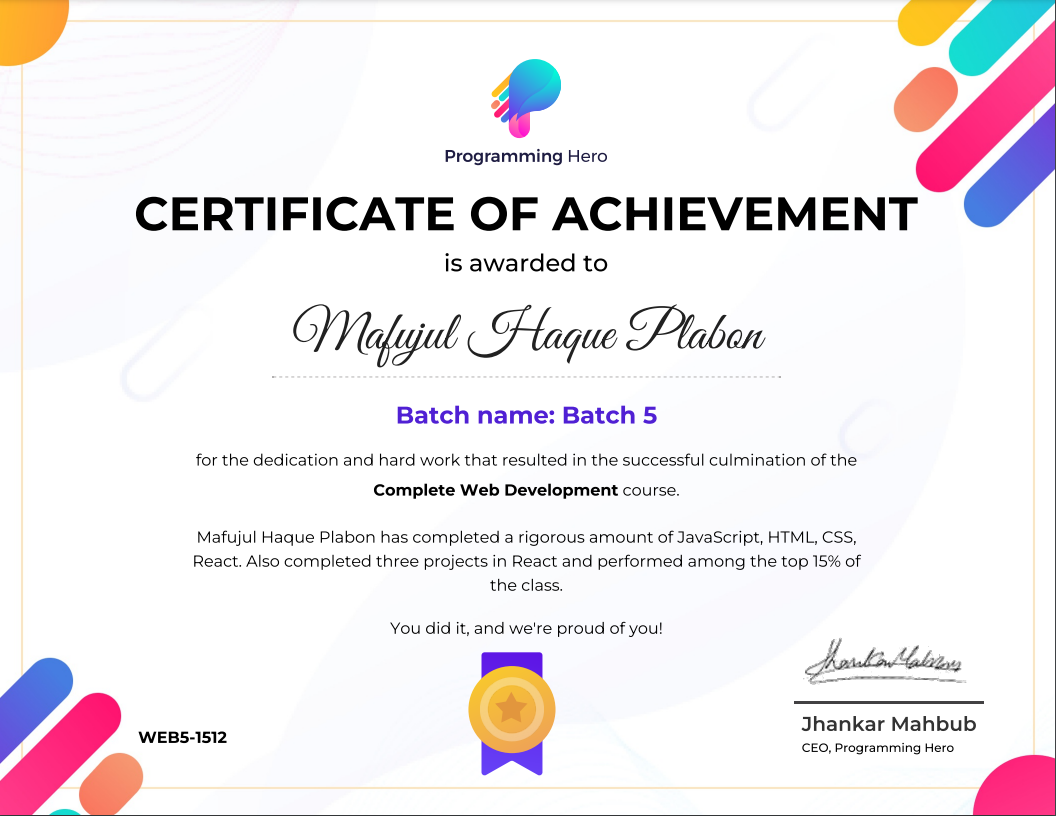 Programming Hero
CERTIFICATE OF ACHIEVEMENT
is awarded to
Mafujul Haque Plabon
Batch name: Batch 5
for the dedication and hard work that resulted in the successful culmination of the
Complete Web Development course.
Mafujul Haque Plabon has completed a rigorous amount of JavaScript, HTML, CSS,
React. Also completed three projects in React and performed among the top 15% of
the class.
You did it, and we're proud of you!
Jhankar Mahbub
WEB5-1512
Jhankar Mahbub
CEO, Programming Hero